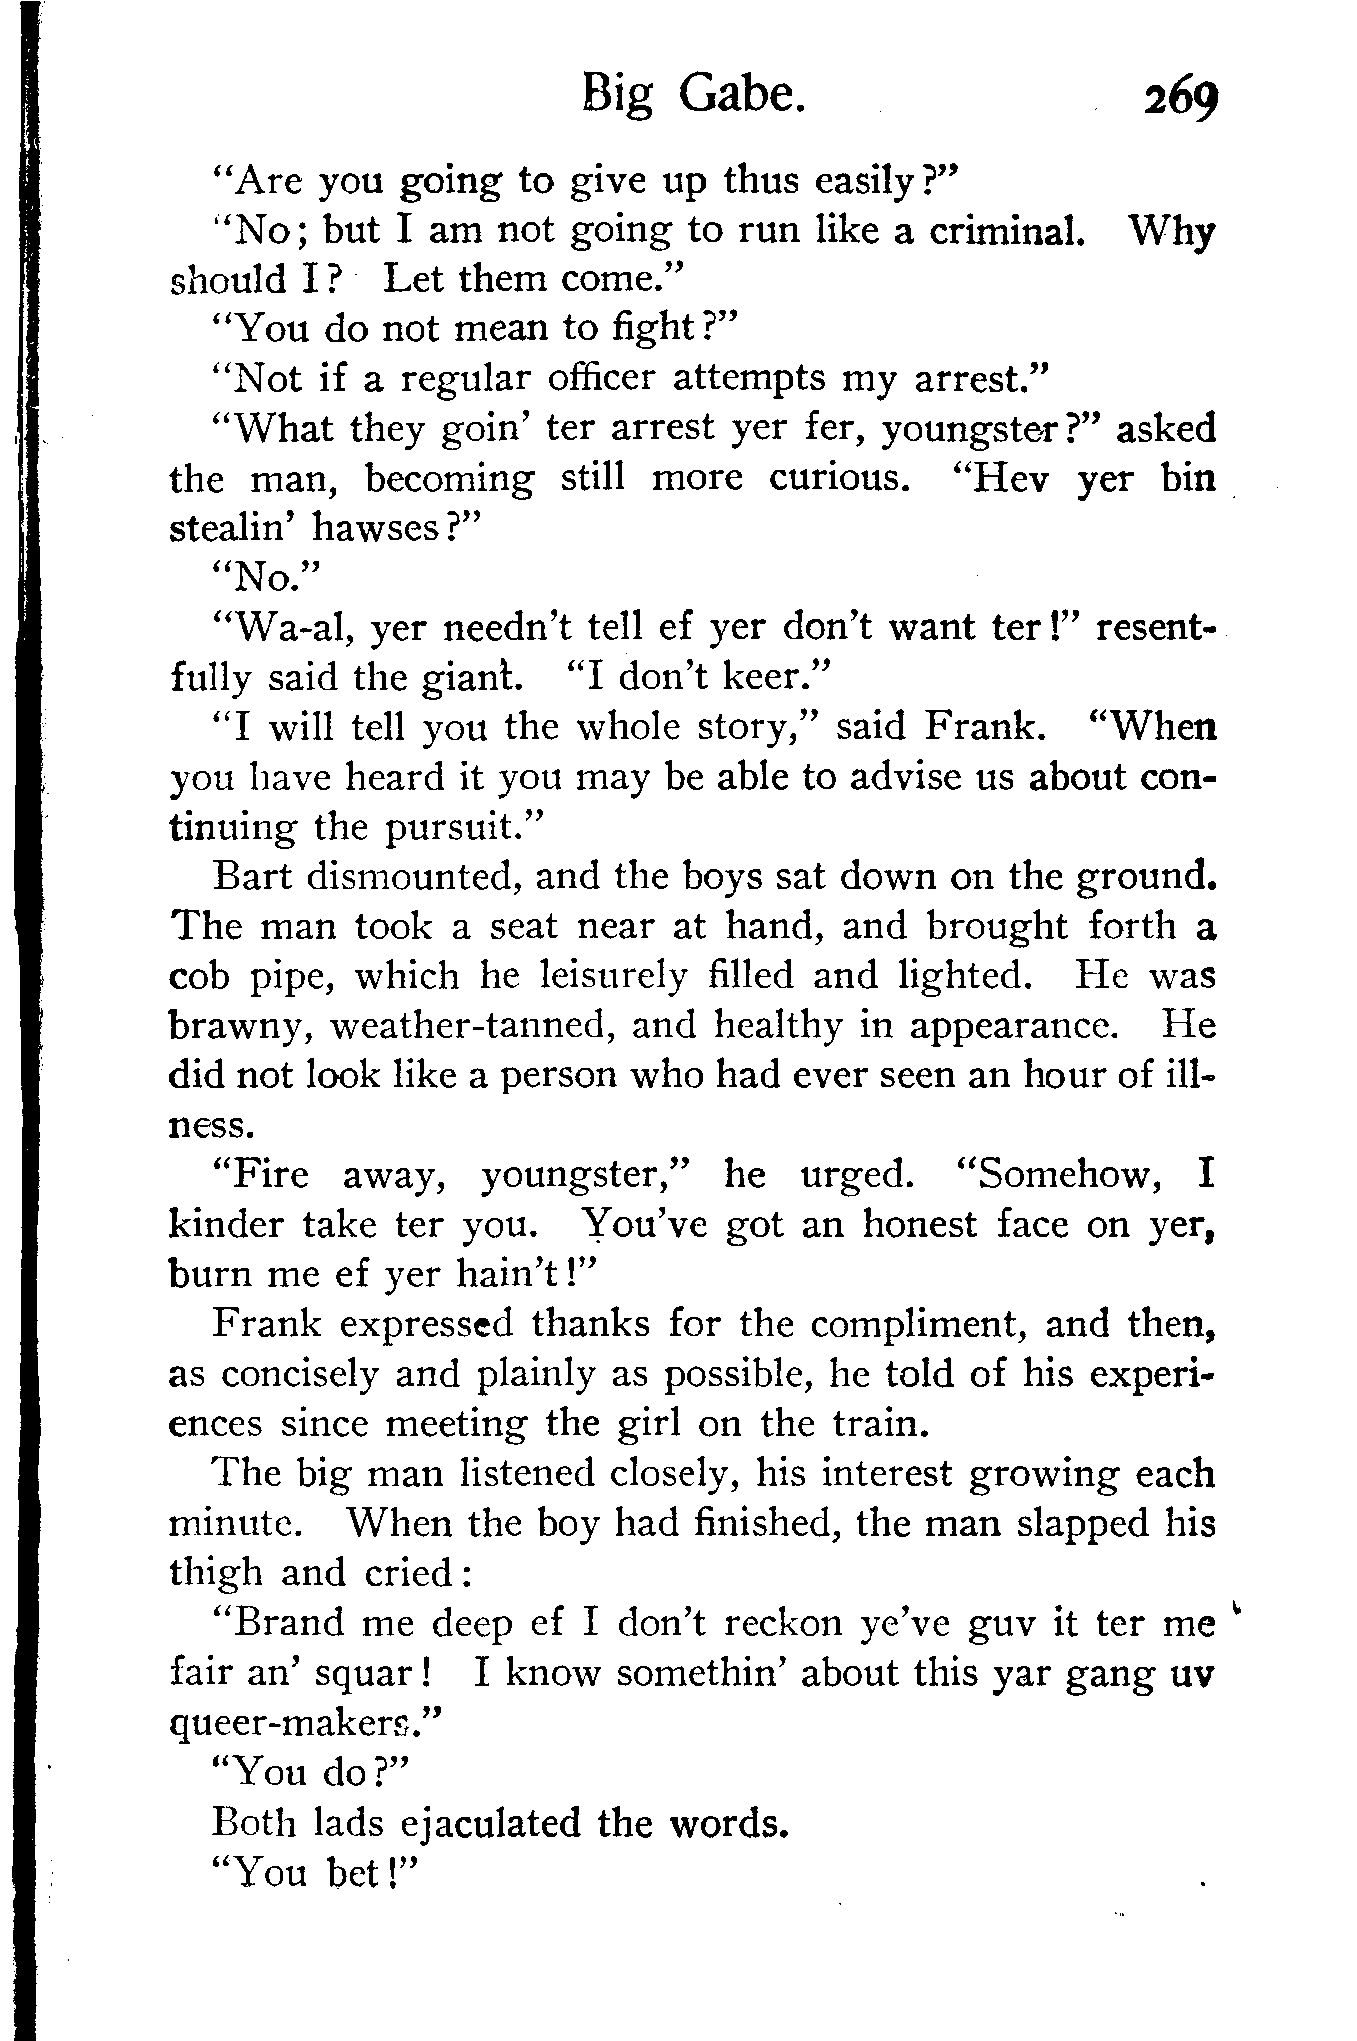 Big Gabe. 269
"Are you going to give up thus easily?"
"No; but I am not going to run like a criminal. Why
should I? Let them come."
"You do not mean to fight?"
"Not if a regular officer attempts my arrest."
"What they goin' ter arrest yer fer, youngster?" asked
the man, becoming still more curious. "Hev yer bin
stealin' hawses?"
"No."
"Wa-al, yer needn't tell ef yer don't want ter!" resent-
fully said the giant. "I don't keer."
"I will tell you the whole story," said Frank. "When
you have heard it you may be able to advise us about con-
tinuing the pursuit."
Bart dismounted, and the boys sat down on the ground.
The man took a seat near at hand, and brought forth a
cob pipe, which he leisurely filled and lighted. He was
brawny, weather-tanned, and healthy in appearance. He
did not look like a person who had ever seen an hour of ill-
ness.
"Fire away, youngster," he urged. "Somehow, I
kinder take ter you. You've got an honest face on yer,
burn me ef yer hain't!"
Frank expressed thanks for the compliment, and then,
as concisely and plainly as possible, he told of his experi-
ences since meeting the girl on the train.
The big man listened closely, his interest growing each
minute. When the boy had finished, the man slapped his
thigh and cried:
"Brand me deep ef I don't reckon ye've guv it ter me
fair an' squar! I know somethin' about this yar gang uv
queer-makers."
"You do?"
Both lads ejaculated the words.
"You bet!"